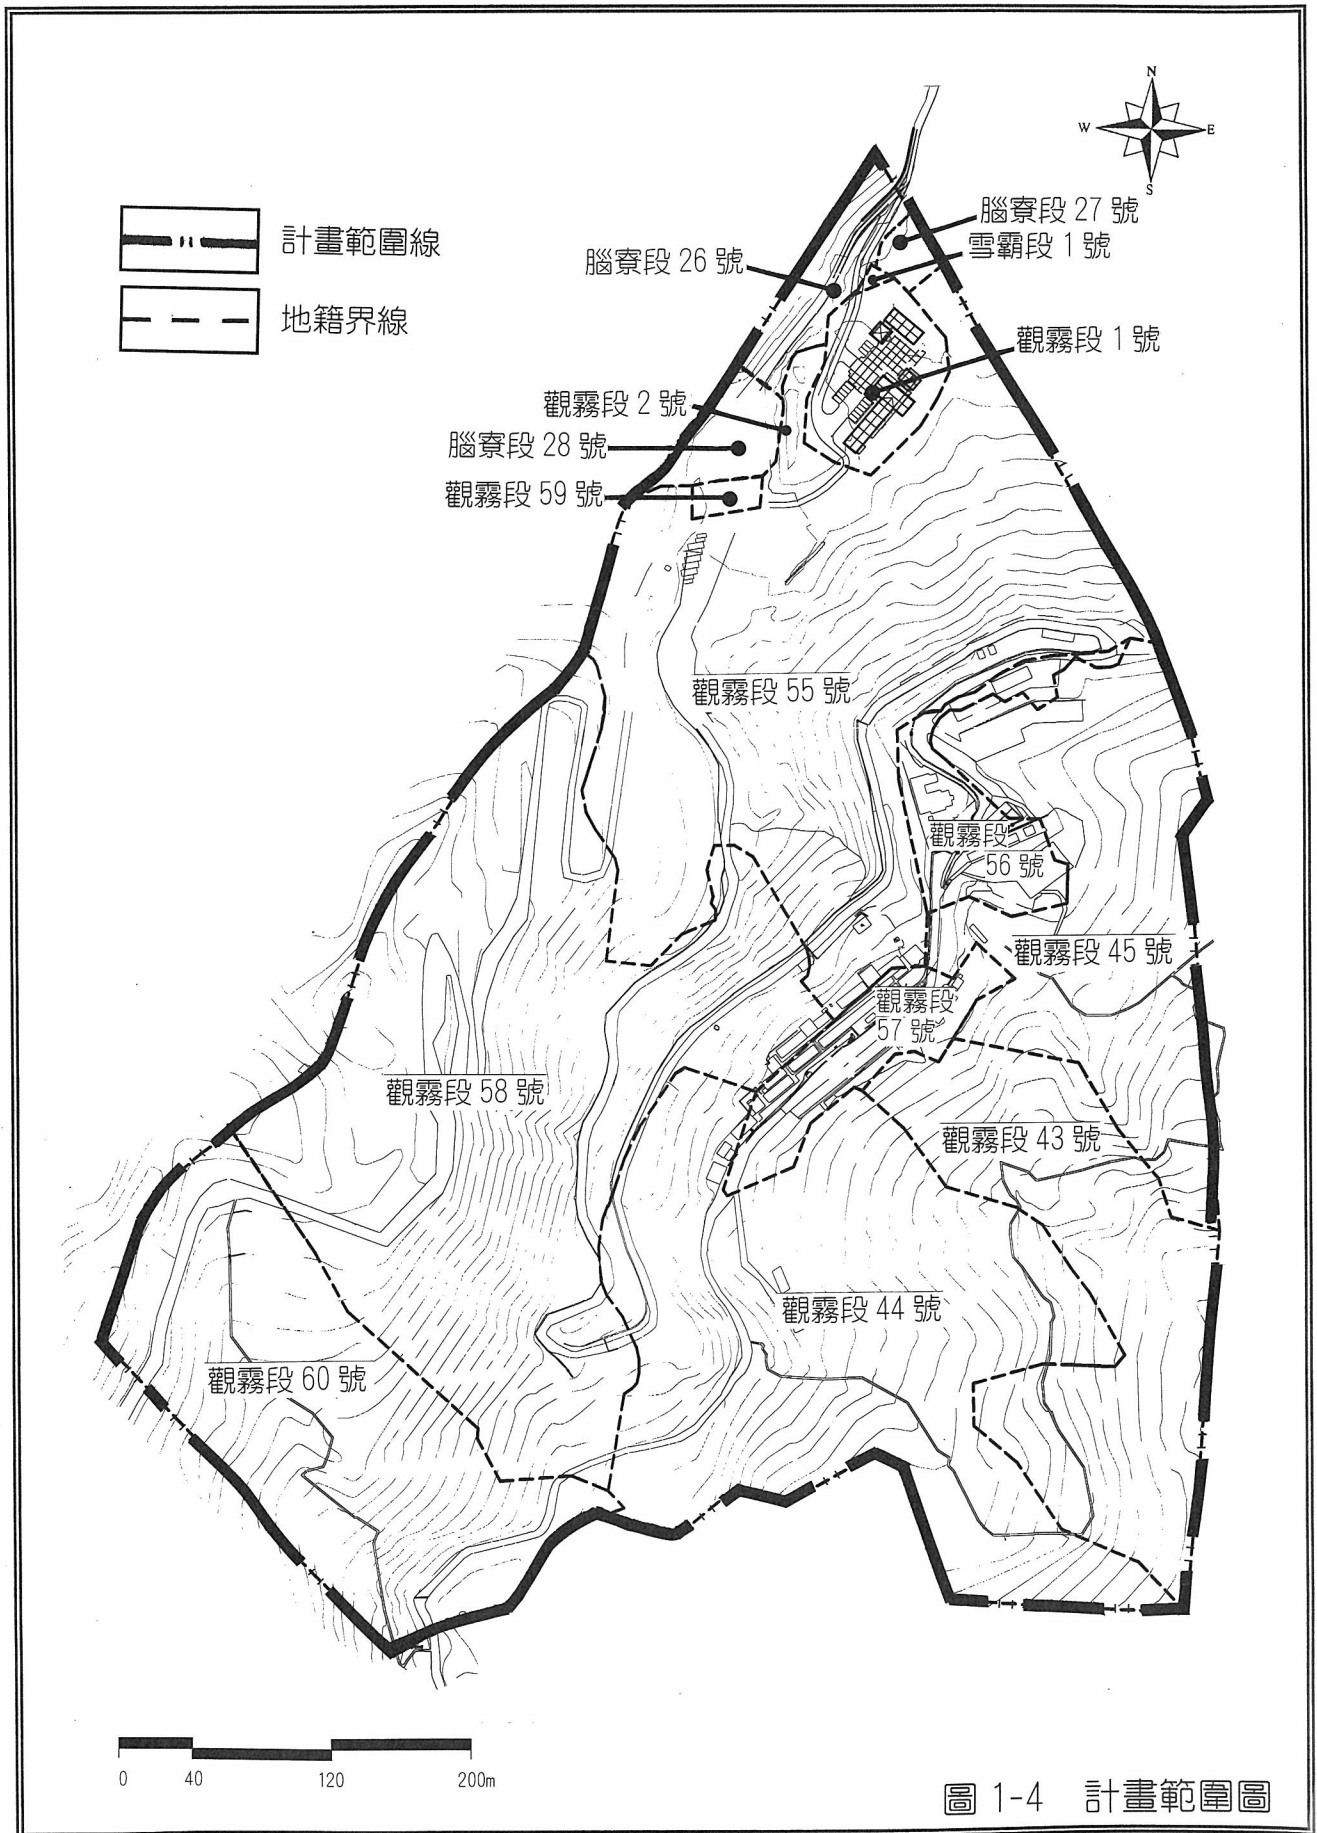 N
W
E
S
計畫範圍線
地籍界線
腦寮段 27 號
雪霸段 1 號
腦寮段 26 號
觀霧段 1 號
觀霧段 2 號
腦寮段 28 號
觀霧段 59 號
觀霧段 55 號
觀霧段
56 號
觀霧段 45 號
觀霧段
57 號
觀霧段 58 號
觀霧段 43 號
觀霧段 44 號
觀霧段 60 號
0 40 120 200m
圖 1-4 計畫範圍圖